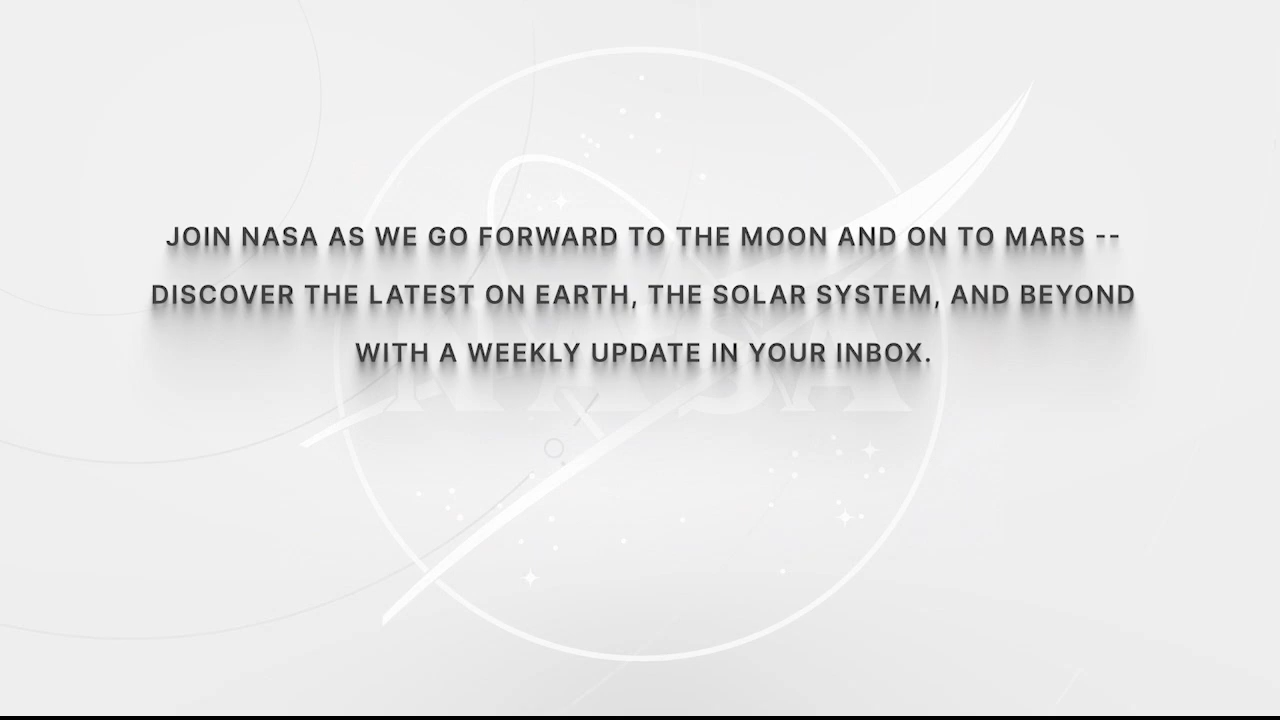 JOIN NASA AS WE GO FORWARD TO THE MOON AND ON TO MARS --
DISCOVER THE LATEST ON EARTH, THE SOLAR SYSTEM, AND BEYOND
WITH A WEEKLY UPDATE IN YOUR INBOX.
NASA